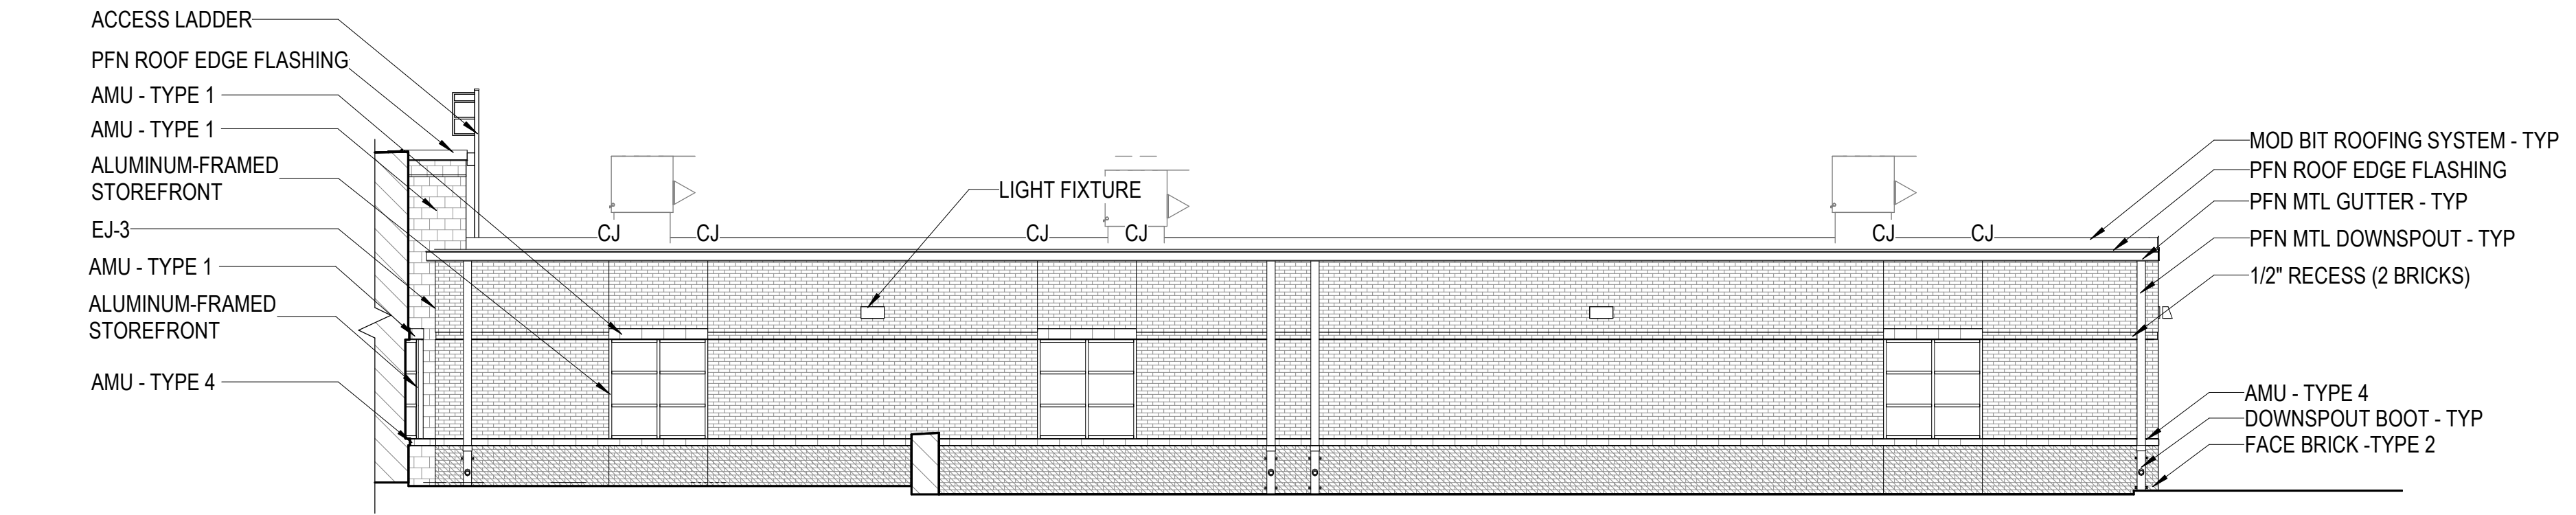 ACCESS LADDER
PFN ROOF EDGE FLASHING
AMU - TYPE 1
AMU - TYPE 1
ALUMINUM-FRAMED
STOREFRONT
EJ-3
AMU - TYPE 1
ALUMINUM-FRAMED
STOREFRONT
AMU - TYPE 4
LIGHT FIXTURE
CJ
CJ
CJ
CJ
CJ
CJ
MOD BIT ROOFING SYSTEM - TYP
PFN ROOF EDGE FLASHING
PFN MTL GUTTER - TYP
PFN MTL DOWNSPOUT - TYP
1/2" RECESS (2 BRICKS)
AMU - TYPE 4
DOWNSPOUT BOOT - TYP
FACE BRICK -TYPE 2